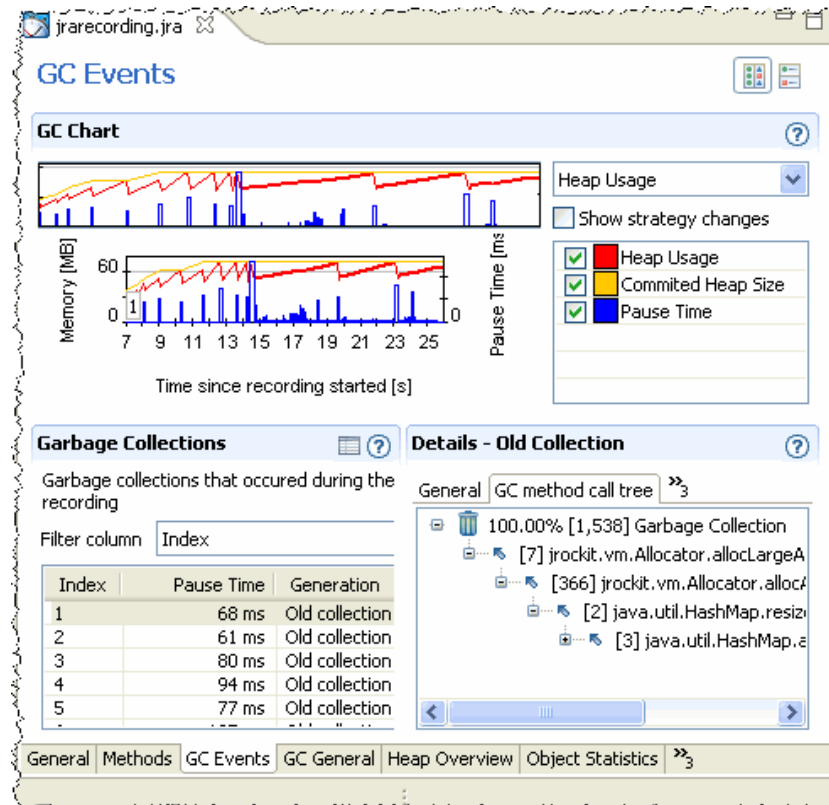 jrarecording.jra
GC Events
GC Chart
Heap Usage
Show strategy changes
Heap Usage
Commited Heap Size
Pause Time
Memory [MB]
60
0
1
0
Pause Time [ms
7 9 11 13 15 17 19 21 23 25
Time since recording started [s]
Garbage Collections
Garbage collections that occured during the
recording
Filter column Index
Index Pause Time Generation
1 68 ms Old collection
2 61 ms Old collection
3 80 ms Old collection
4 94 ms Old collection
5 77 ms Old collection
Details - Old Collection
General GC method call tree »3
100.00% [1,538] Garbage Collection
[7] jrockit.vm.Allocator.allocLargeA
[366] jrockit.vm.Allocator.allocA
[2] java.util.HashMap.resiz
[3] java.util.HashMap.a
General Methods GC Events GC General Heap Overview Object Statistics »3